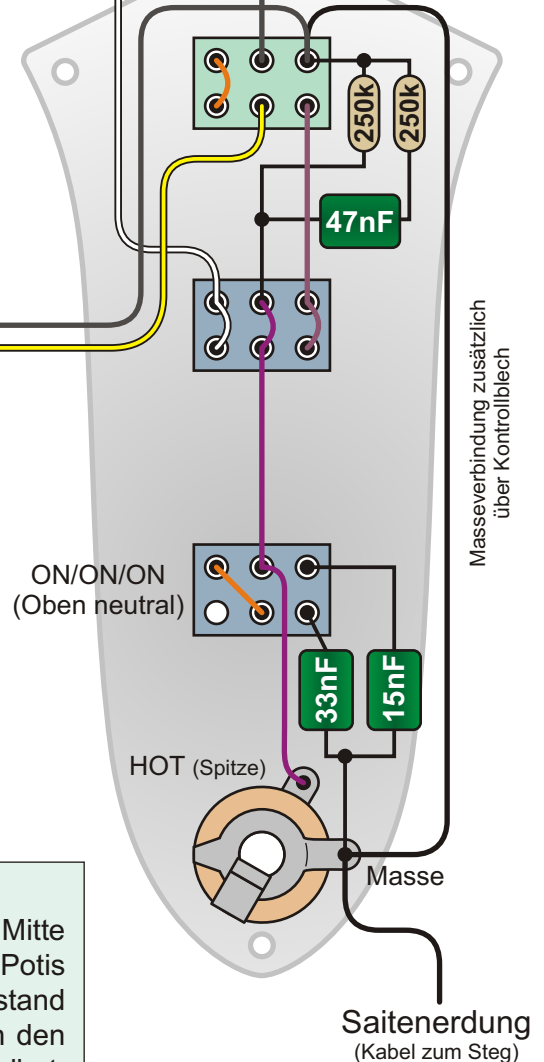 250k
250k
47nF
Masseverbindung zusätzlich
über Kontrollblech
ON/ON/ON
(Oben neutral)
33nF
15nF
HOT (Spitze)
Masse
Mitte
Potis
stand
den
Saitenerdung
(Kabel zum Steg)